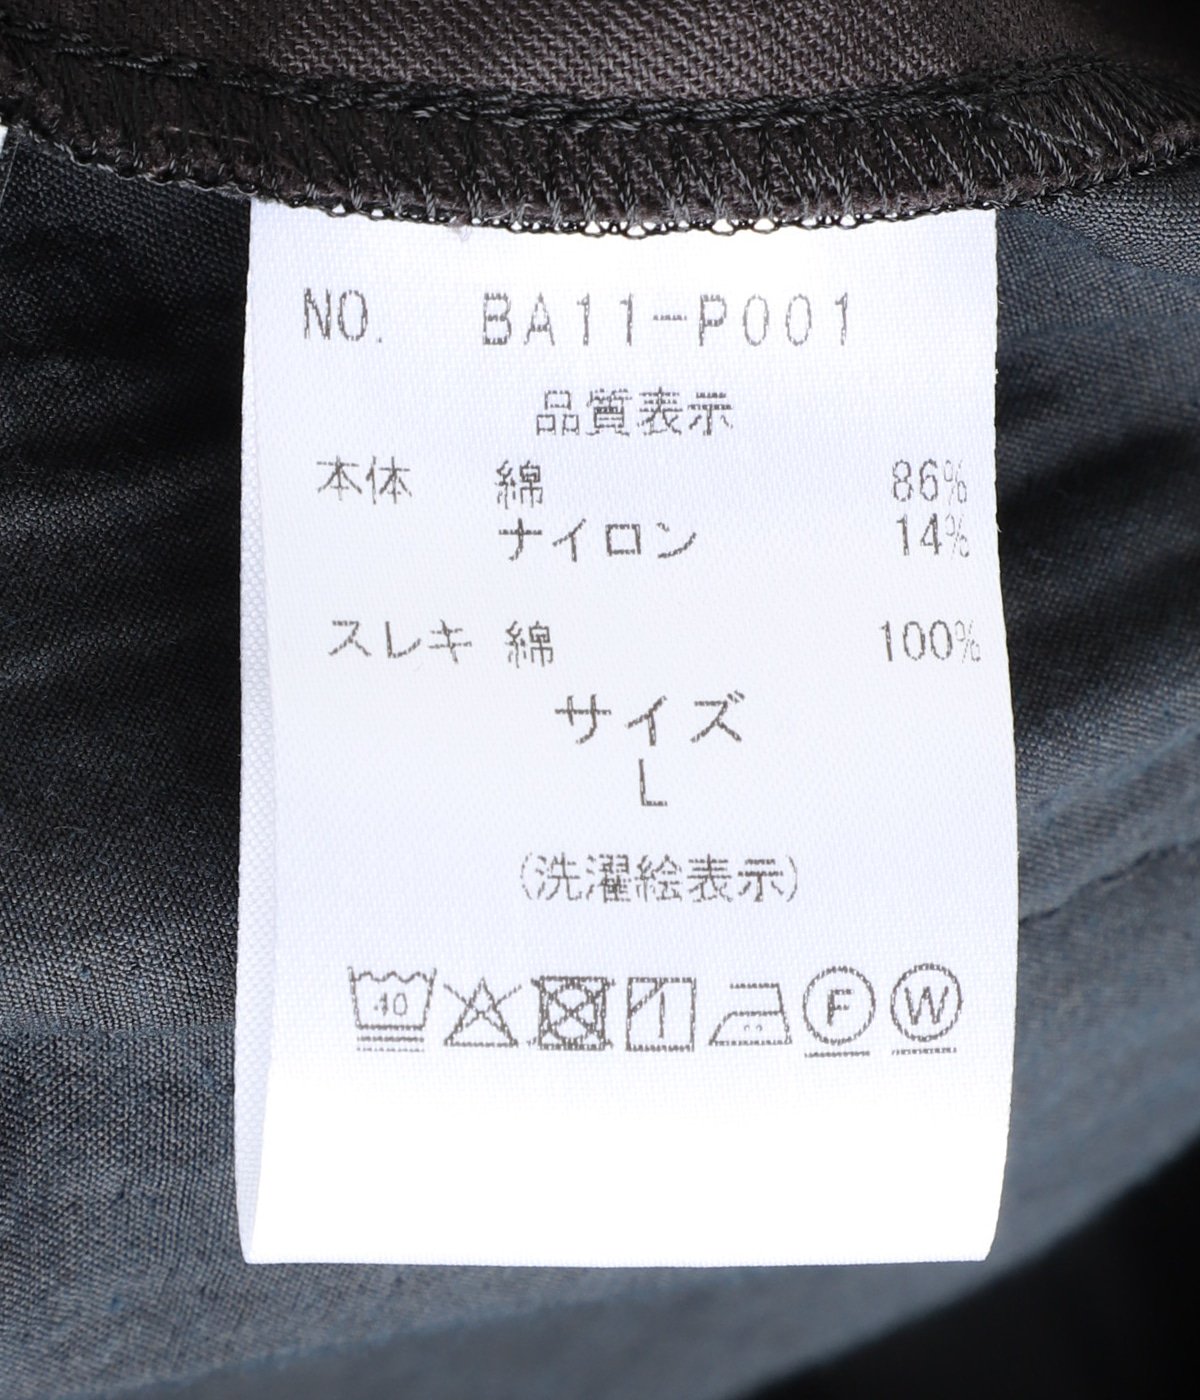 NO. BA11-P001
品質表示
本体 綿 86%
ナイロン 14%
スレキ 綿 100%
サイズ
L
(洗濯絵表示)
40 F W